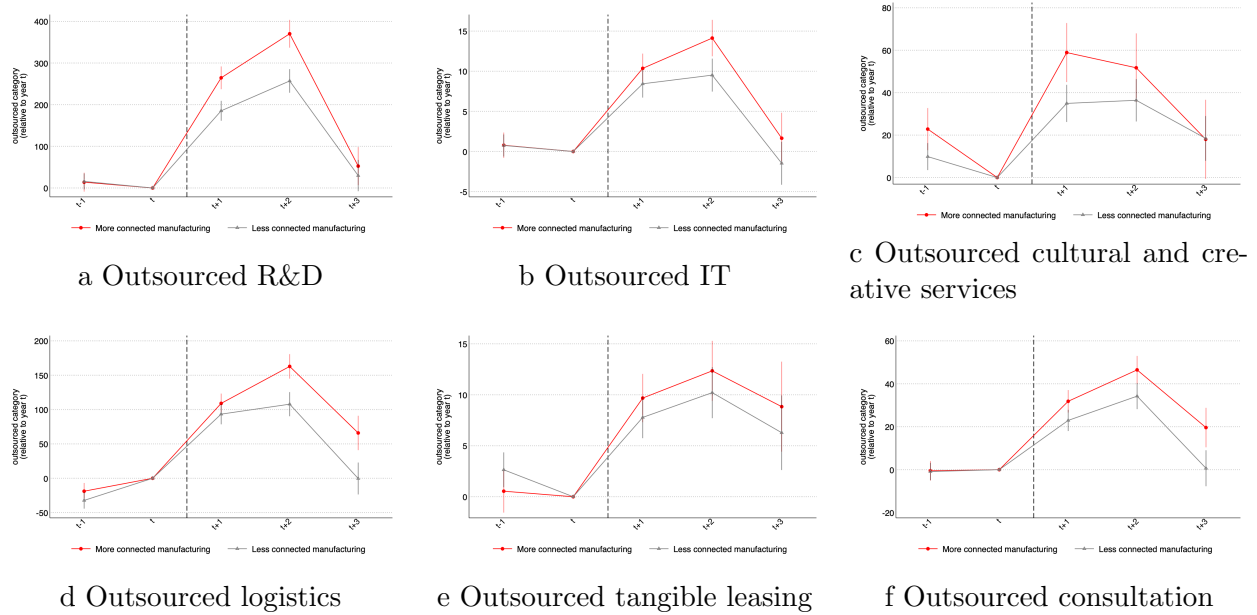 outsourced category
(relative to year t)
400
300
200
100
0
t-1
t
t+1
t+2
t+3
More connected manufacturing
Less connected manufacturing
a Outsourced R&D
outsourced category
(relative to year t)
15
10
5
0
-5
t-1
t
t+1
t+2
t+3
More connected manufacturing
Less connected manufacturing
b Outsourced IT
outsourced category
(relative to year t)
80
60
40
20
0
t-1
t
t+1
t+2
t+3
More connected manufacturing
Less connected manufacturing
c Outsourced cultural and cre-
ative services
outsourced category
(relative to year t)
200
150
100
50
0
-50
t-1
t
t+1
t+2
t+3
More connected manufacturing
Less connected manufacturing
d Outsourced logistics
outsourced category
(relative to year t)
15
10
5
0
t-1
t
t+1
t+2
t+3
More connected manufacturing
Less connected manufacturing
e Outsourced tangible leasing
outsourced category
(relative to year t)
60
40
20
0
-20
t-1
t
t+1
t+2
t+3
More connected manufacturing
Less connected manufacturing
f Outsourced consultation